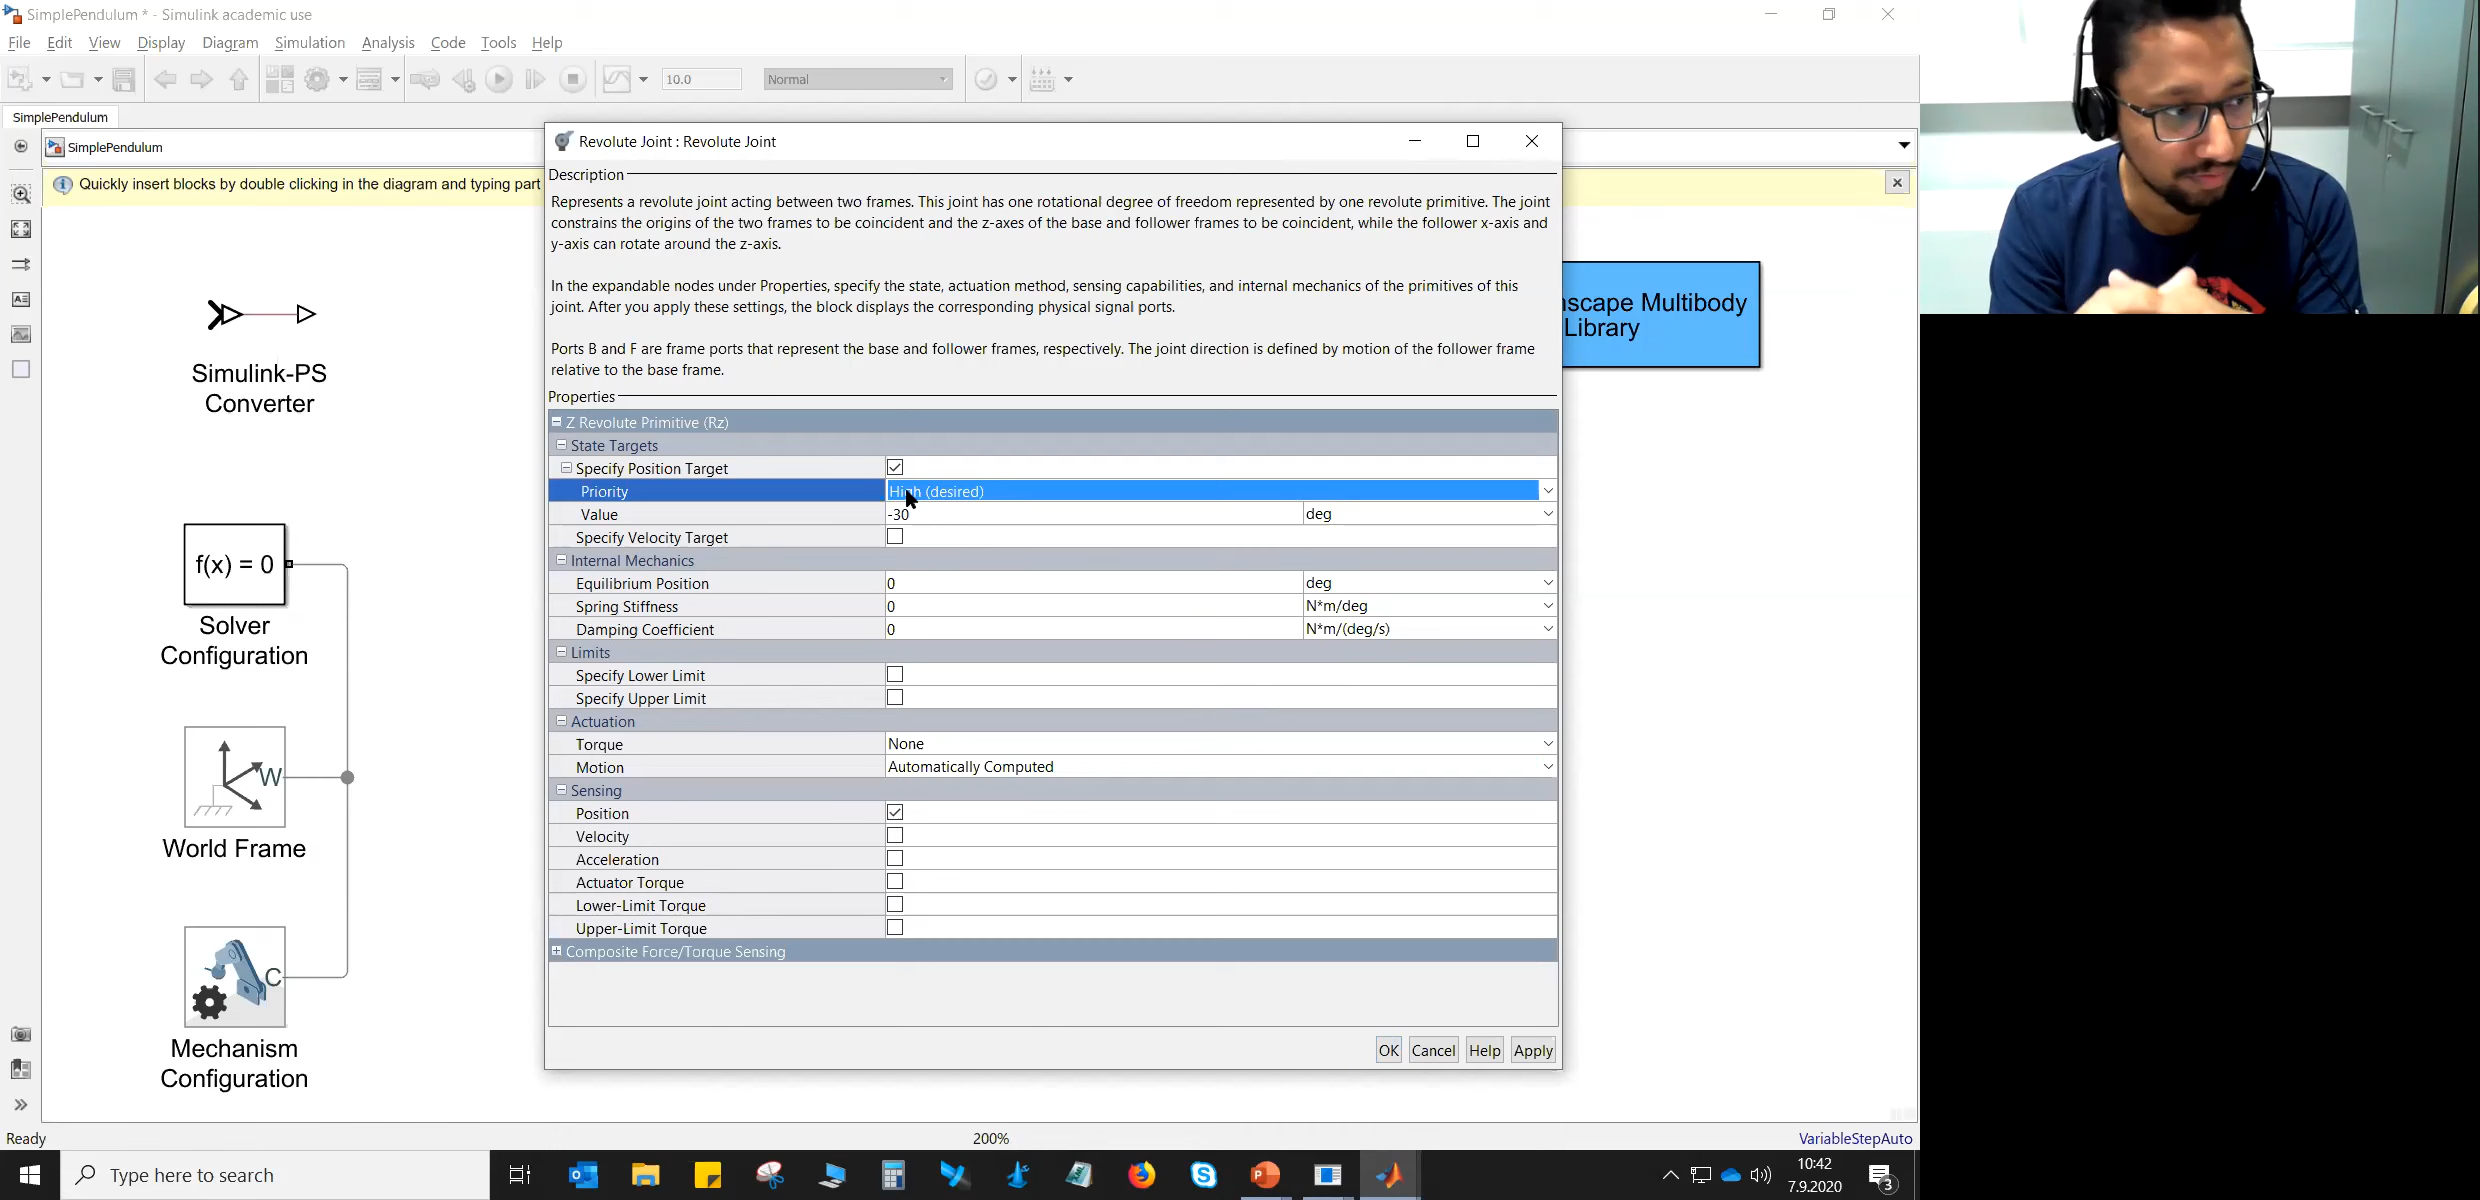 SimplePendulum * - Simulink academic use
File Edit View Display Diagram Simulation Analysis Code Tools Help
10.0
Normal
SimplePendulum
SimplePendulum
Quickly insert blocks by double clicking in the diagram and typing part
Simulink-PS
Converter
f(x) = 0
Solver
Configuration
W
World Frame
C
Mechanism
Configuration
Revolute Joint : Revolute Joint
Description
Represents a revolute joint acting between two frames. This joint has one rotational degree of freedom represented by one revolute primitive. The joint
constrains the origins of the two frames to be coincident and the z-axes of the base and follower frames to be coincident, while the follower x-axis and
y-axis can rotate around the z-axis.
In the expandable nodes under Properties, specify the state, actuation method, sensing capabilities, and internal mechanics of the primitives of this
joint. After you apply these settings, the block displays the corresponding physical signal ports.
Ports B and F are frame ports that represent the base and follower frames, respectively. The joint direction is defined by motion of the follower frame
relative to the base frame.
Properties
Z Revolute Primitive (Rz)
State Targets
Specify Position Target
Priority High (desired)
Value -30 deg
Specify Velocity Target
Internal Mechanics
Equilibrium Position 0 deg
Spring Stiffness 0 N*m/deg
Damping Coefficient 0 N*m/(deg/s)
Limits
Specify Lower Limit
Specify Upper Limit
Actuation
Torque None
Motion Automatically Computed
Sensing
Position
Velocity
Acceleration
Actuator Torque
Lower-Limit Torque
Upper-Limit Torque
Composite Force/Torque Sensing
OK Cancel Help Apply
scape Multibody
Library
Ready
200%
VariableStepAuto
Type here to search
10:42
7.9.2020
3